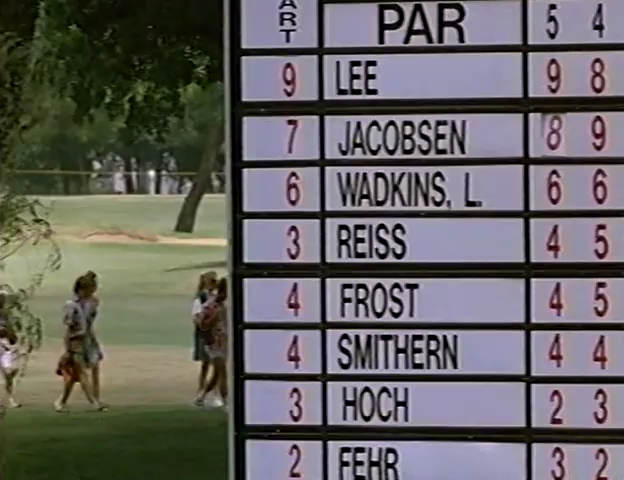 ART PAR 5 4
9 LEE 9 8
7 JACOBSEN 8 9
6 WADKINS, L. 6 6
3 REISS 4 5
4 FROST 4 5
4 SMITHERN 4 4
3 HOCH 2 3
2 FEHR 3 2